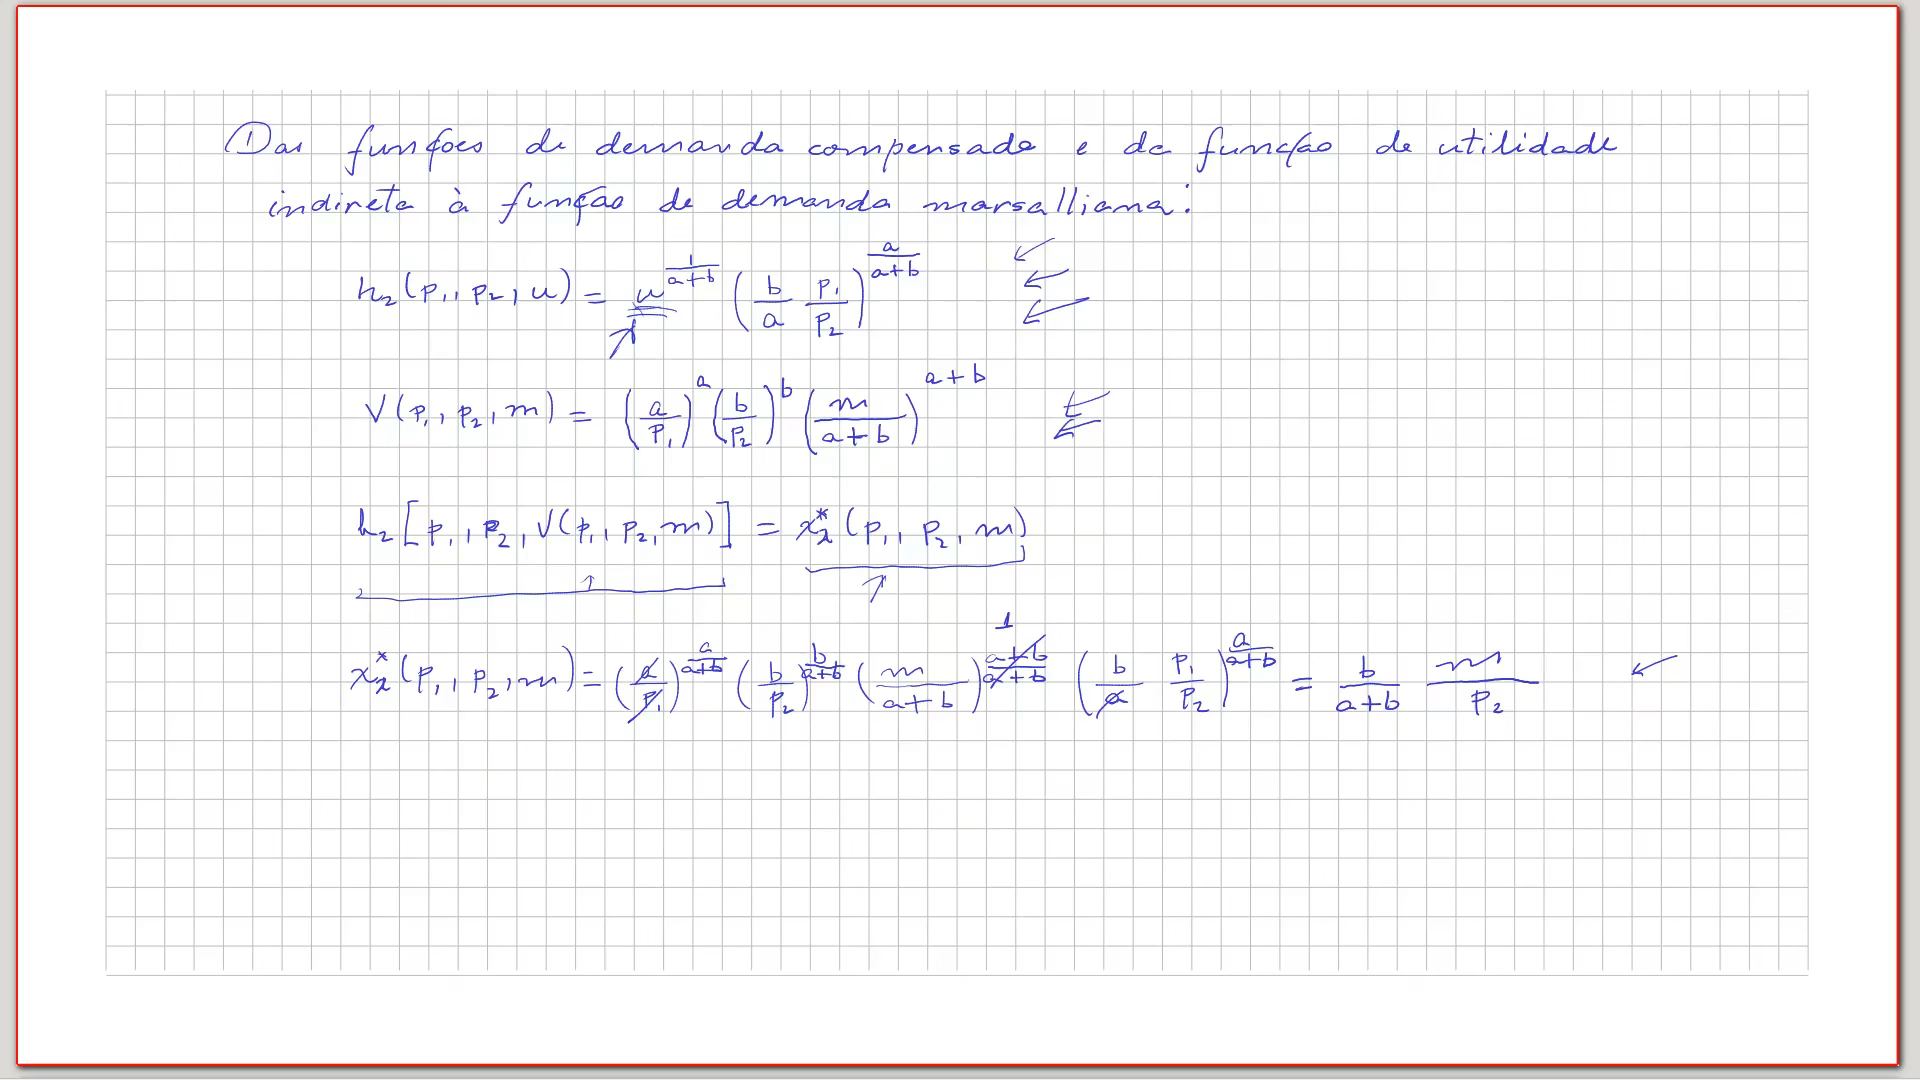 Das funções de demanda compensada e da função de utilidade
indireta à função de demanda marsalliana:
h₂(p₁, p₂, u) = u^(1/(a+b)) (b/a p₁/p₂)^(a/(a+b))
V(p₁, p₂, m) = (a/p₁)^a (b/p₂)^b (m/(a+b))^(a+b)
h₂[p₁, p₂, V(p₁, p₂, m)] = x₂*(p₁, p₂, m)
x₂*(p₁, p₂, m) = (a/p₁)^(a/(a+b)) (b/p₂)^(b/(a+b)) (m/(a+b))^((a+b)/(a+b)) 1 (b/a p₁/p₂)^(a/(a+b)) = b/(a+b) m/p₂